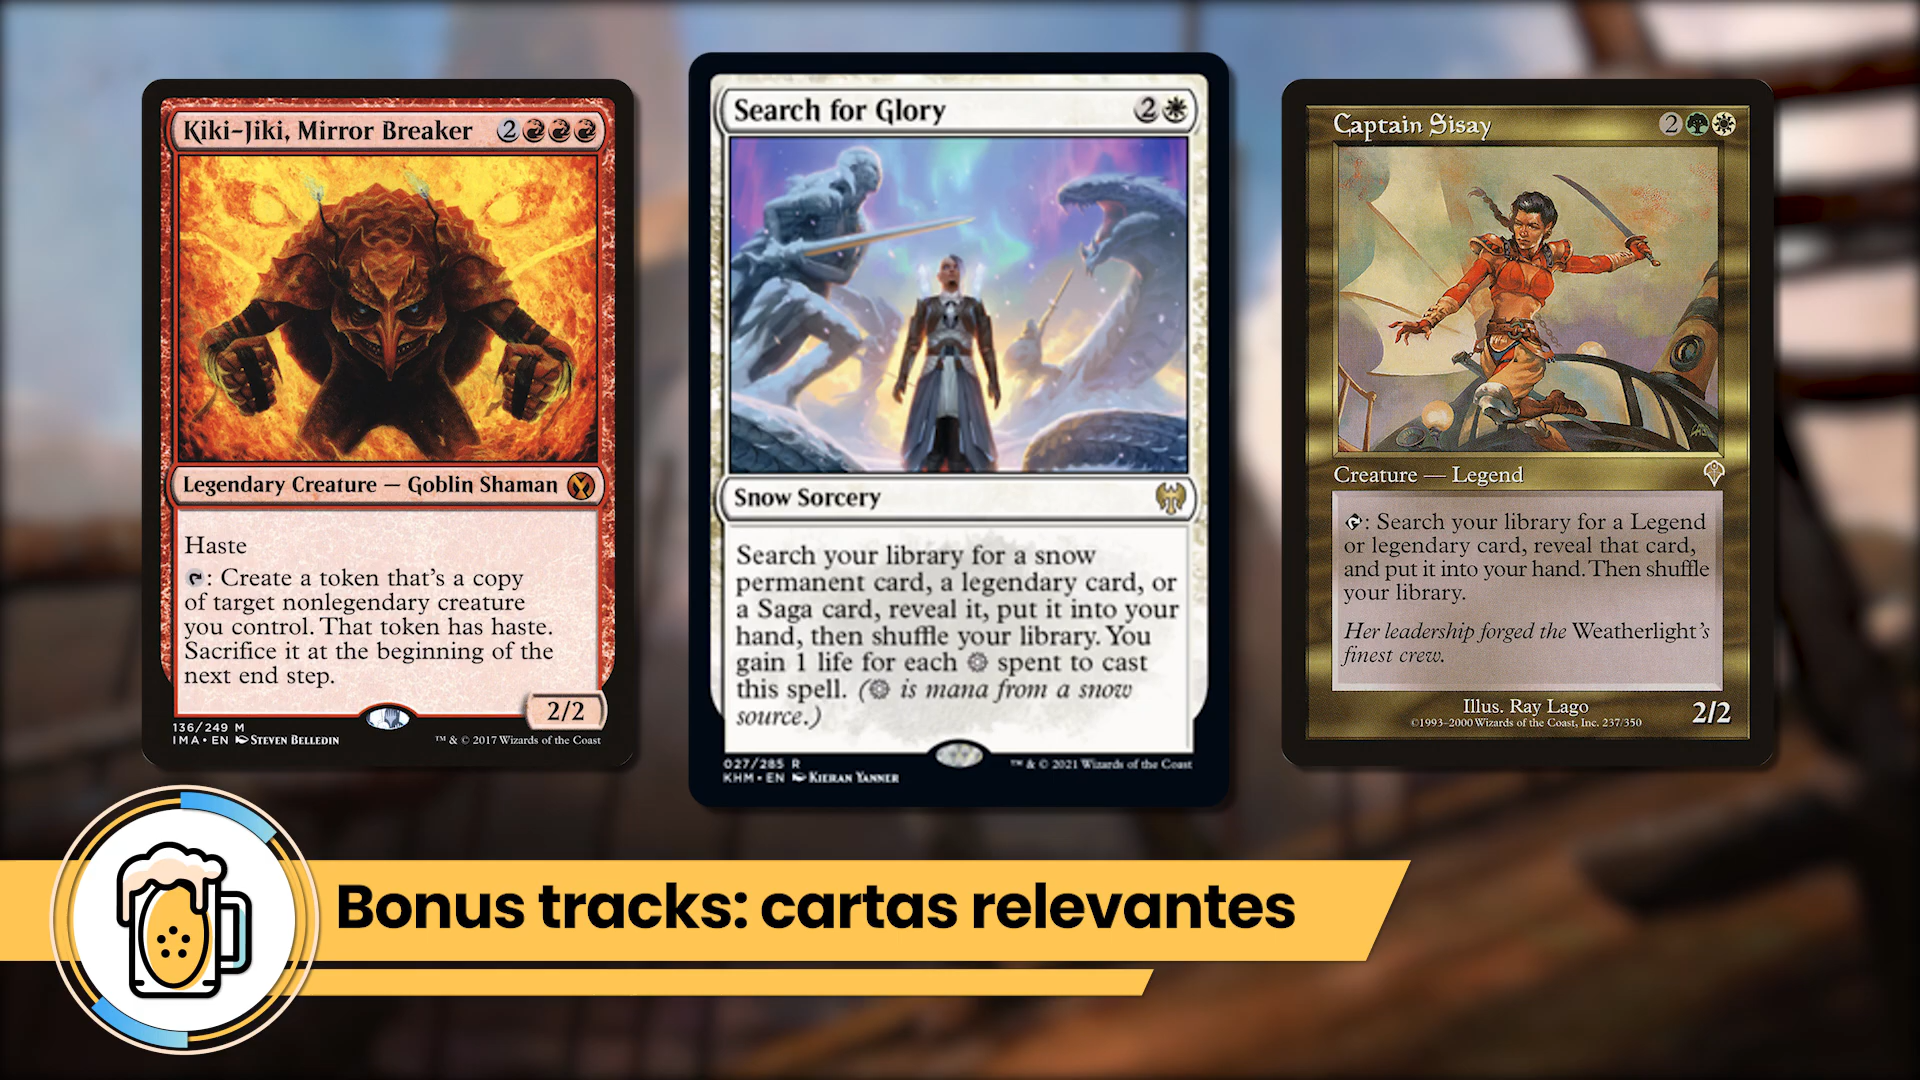 Kiki-Jiki, Mirror Breaker 2
Legendary Creature — Goblin Shaman
Haste
: Create a token that's a copy
of target nonlegendary creature
you control. That token has haste.
Sacrifice it at the beginning of the
next end step.
2/2
136/249 M
IMA • EN Steven Belledin
™ & © 2017 Wizards of the Coast
Search for Glory 2
Snow Sorcery
Search your library for a snow
permanent card, a legendary card, or
a Saga card, reveal it, put it into your
hand, then shuffle your library. You
gain 1 life for each spent to cast
this spell. ( is mana from a snow
source.)
027/285 R
KHM • EN Kieran Yanner
™ & © 2021 Wizards of the Coast
Captain Sisay 2
Creature — Legend
: Search your library for a Legend
or legendary card, reveal that card,
and put it into your hand. Then shuffle
your library.
Her leadership forged the Weatherlight's
finest crew.
Illus. Ray Lago
©1993–2000 Wizards of the Coast, Inc. 237/350
2/2
Bonus tracks: cartas relevantes